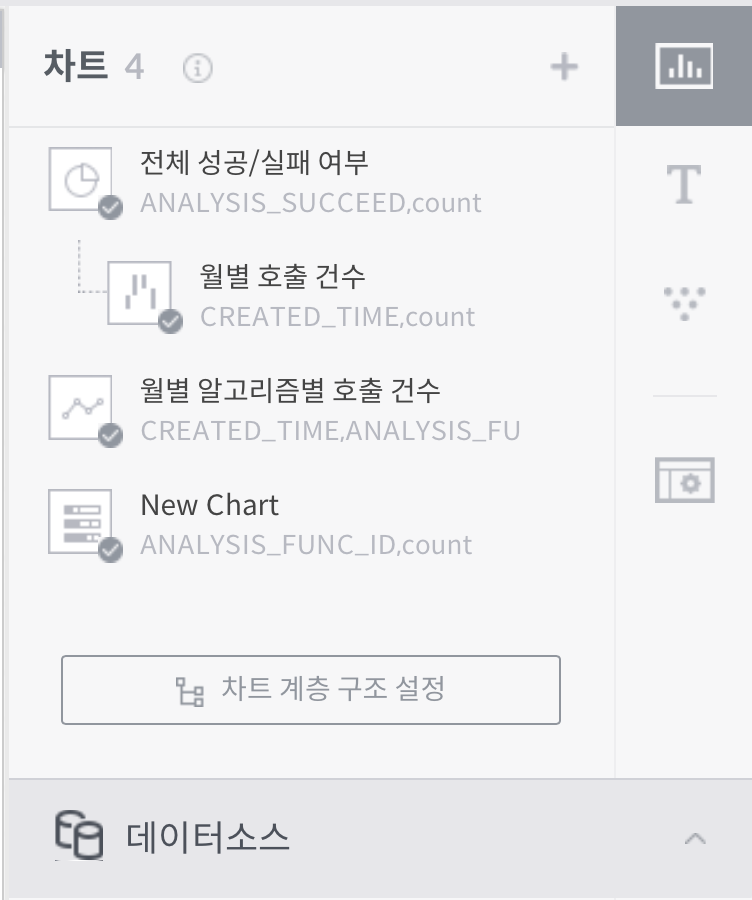 차트 4
전체 성공/실패 여부
ANALYSIS_SUCCEED,count
월별 호출 건수
CREATED_TIME,count
월별 알고리즘별 호출 건수
CREATED_TIME,ANALYSIS_FU
New Chart
ANALYSIS_FUNC_ID,count
차트 계층 구조 설정
데이터소스